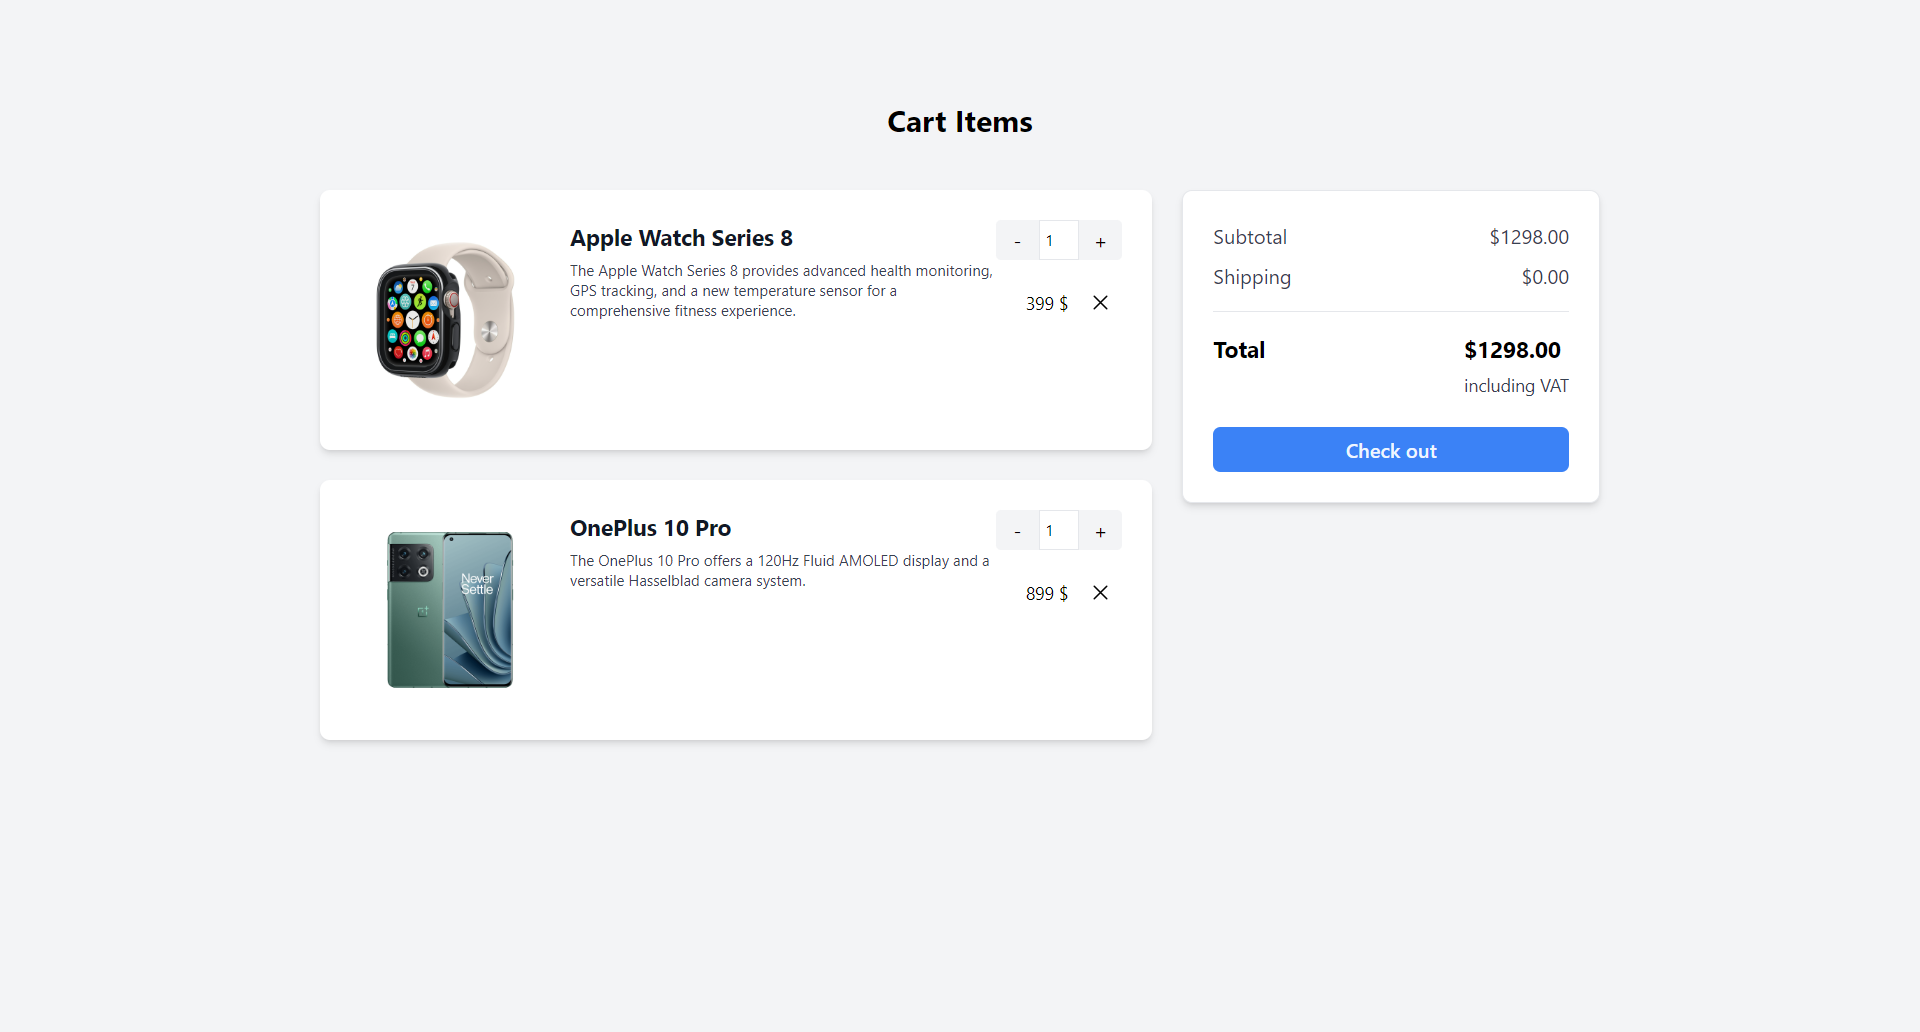 Cart Items
Apple Watch Series 8
The Apple Watch Series 8 provides advanced health monitoring,
GPS tracking, and a new temperature sensor for a
comprehensive fitness experience.
- 1 +
399 $
OnePlus 10 Pro
The OnePlus 10 Pro offers a 120Hz Fluid AMOLED display and a
versatile Hasselblad camera system.
Never
Settle
- 1 +
899 $
Subtotal $1298.00
Shipping $0.00
Total $1298.00
including VAT
Check out